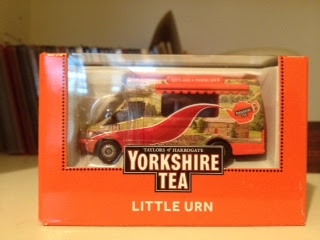 TAYLORS of HARROGATE
YORKSHIRE
TEA
LITTLE URN